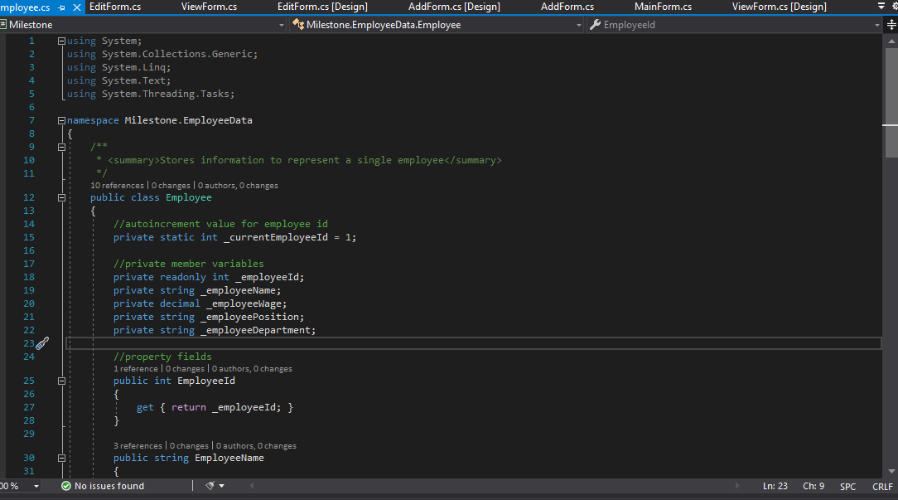 mployee.cs EditForm.cs ViewForm.cs EditForm.cs [Design] AddForm.cs [Design] AddForm.cs MainForm.cs ViewForm.cs [Design]
Milestone Milestone.EmployeeData.Employee EmployeeId
1 using System;
2 using System.Collections.Generic;
3 using System.Linq;
4 using System.Text;
5 using System.Threading.Tasks;
6
7 namespace Milestone.EmployeeData
8 {
9 /**
10 * <summary>Stores information to represent a single employee</summary>
11 */
10 references | 0 changes | 0 authors, 0 changes
12 public class Employee
13 {
14 //autoincrement value for employee id
15 private static int _currentEmployeeId = 1;
16
17 //private member variables
18 private readonly int _employeeId;
19 private string _employeeName;
20 private decimal _employeeWage;
21 private string _employeePosition;
22 private string _employeeDepartment;
23
24 //property fields
1 reference | 0 changes | 0 authors, 0 changes
25 public int EmployeeId
26 {
27 get { return _employeeId; }
28 }
29
3 references | 0 changes | 0 authors, 0 changes
30 public string EmployeeName
31 {
00 % No issues found Ln: 23 Ch: 9 SPC CRLF